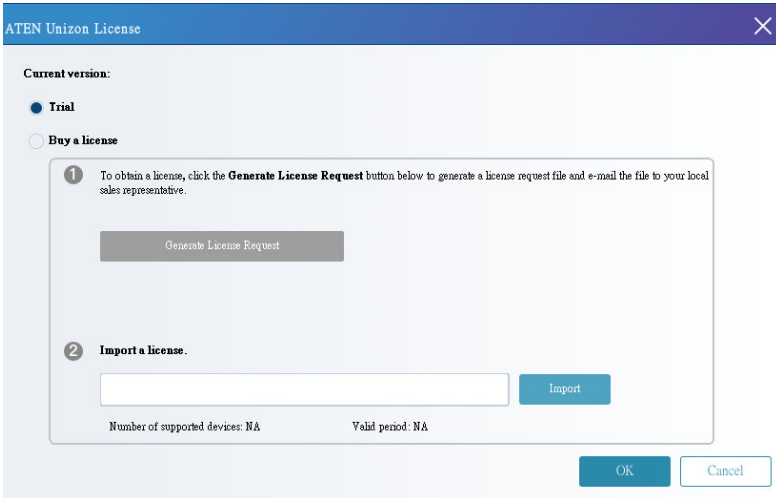 ATEN Unizon License
Current version:
Trial
Buy a license
1
To obtain a license, click the Generate License Request button below to generate a license request file and e-mail the file to your local
sales representative.
Generate License Request
2
Import a license.
Import
Number of supported devices: NA Valid period: NA
OK Cancel